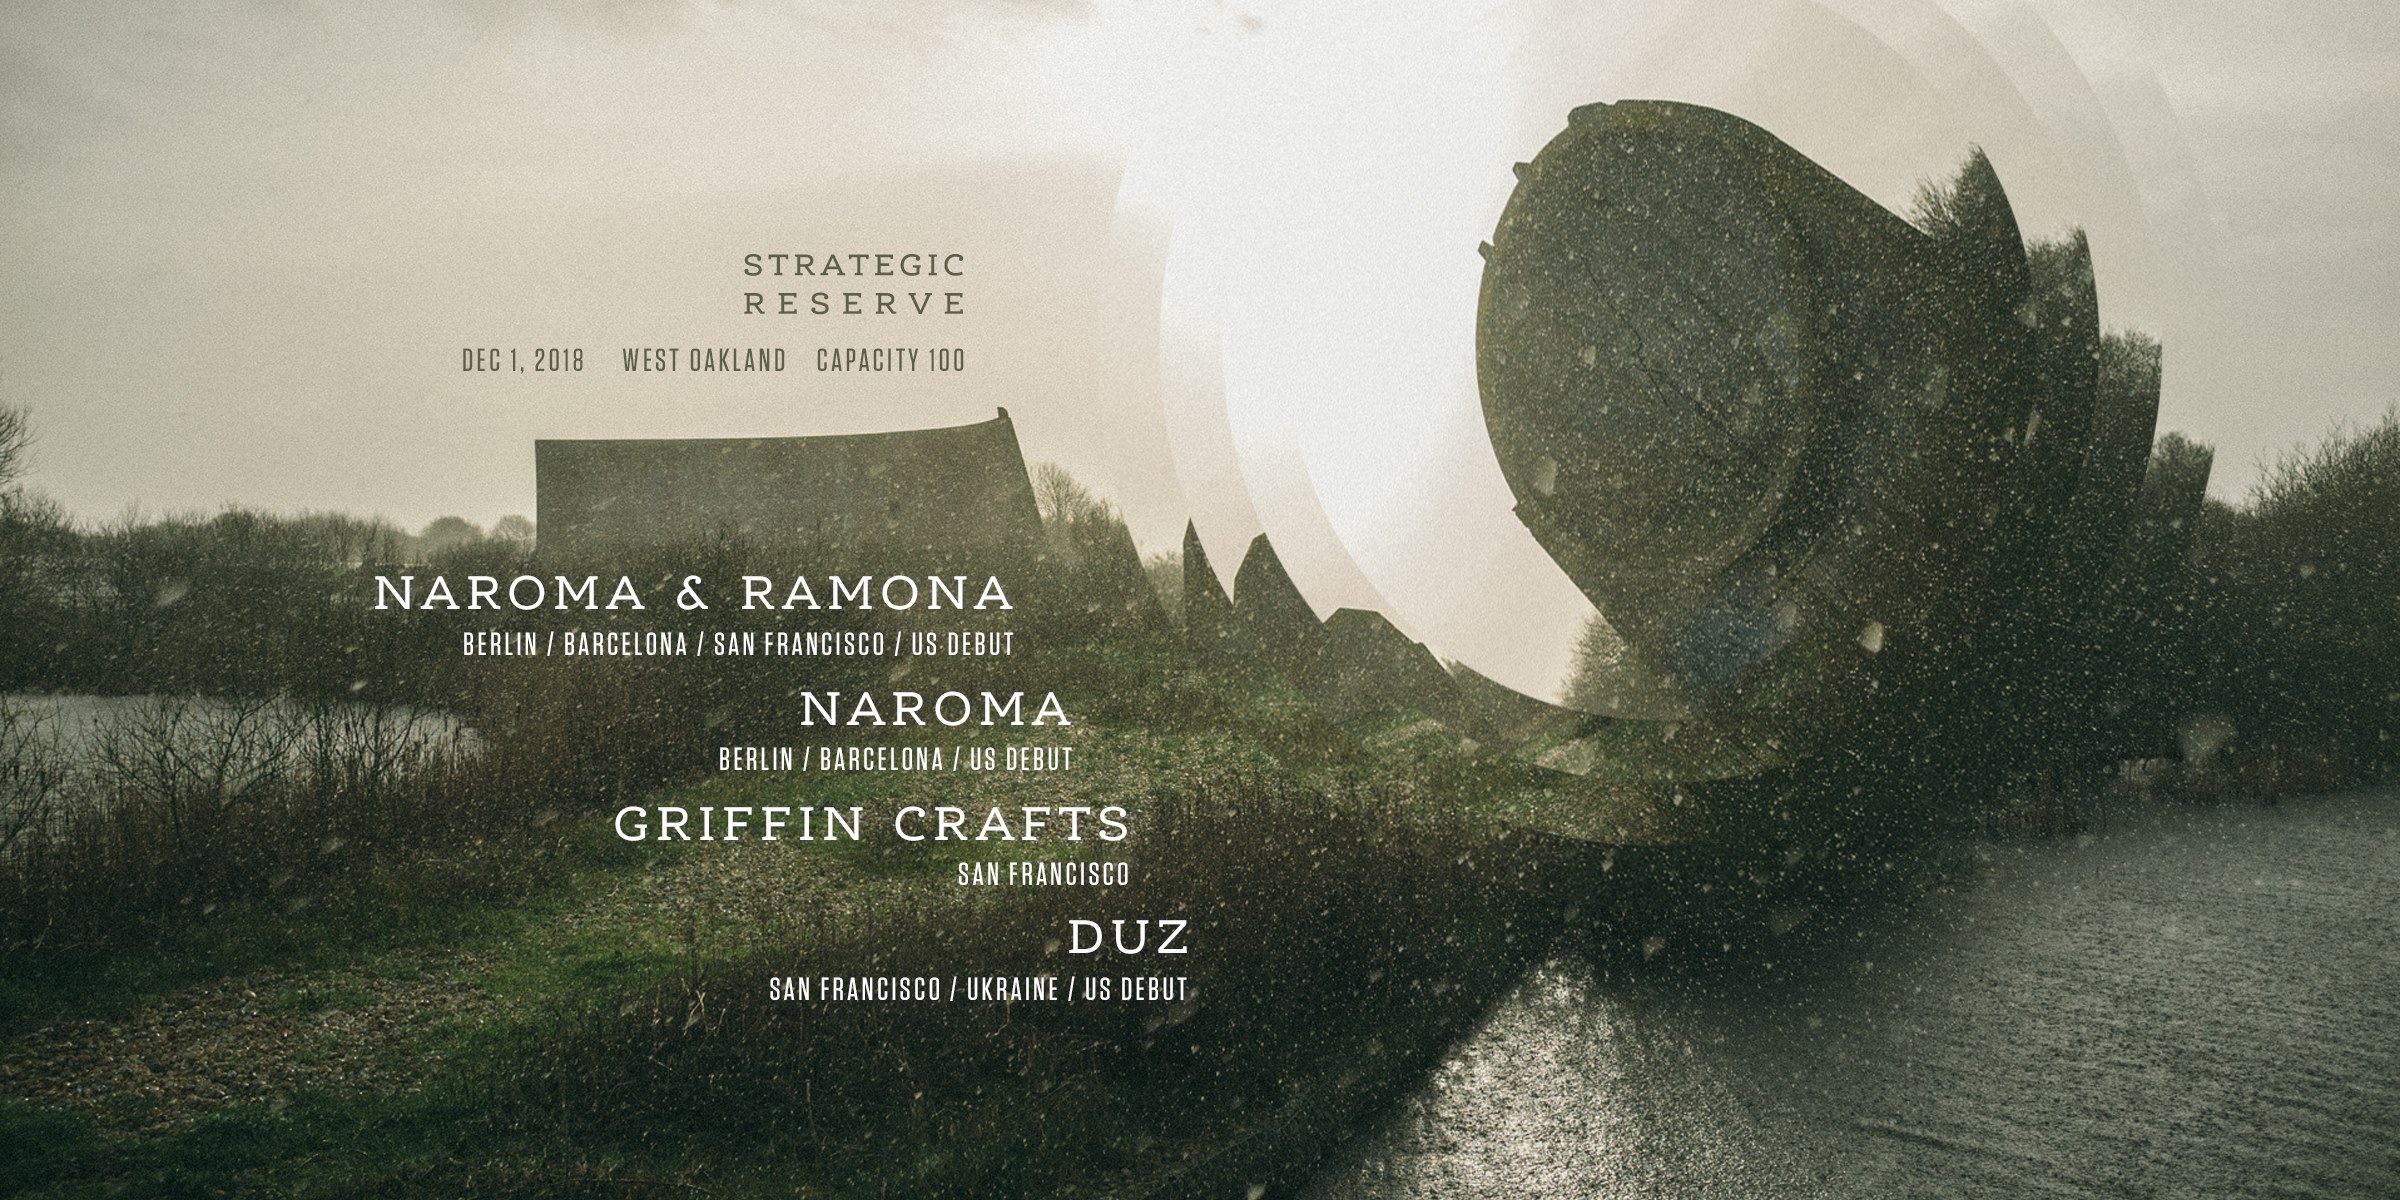 STRATEGIC
RESERVE
DEC 1, 2018 WEST OAKLAND CAPACITY 100
NAROMA & RAMONA
BERLIN / BARCELONA / SAN FRANCISCO / US DEBUT
NAROMA
BERLIN / BARCELONA / US DEBUT
GRIFFIN CRAFTS
SAN FRANCISCO
DUZ
SAN FRANCISCO / UKRAINE / US DEBUT